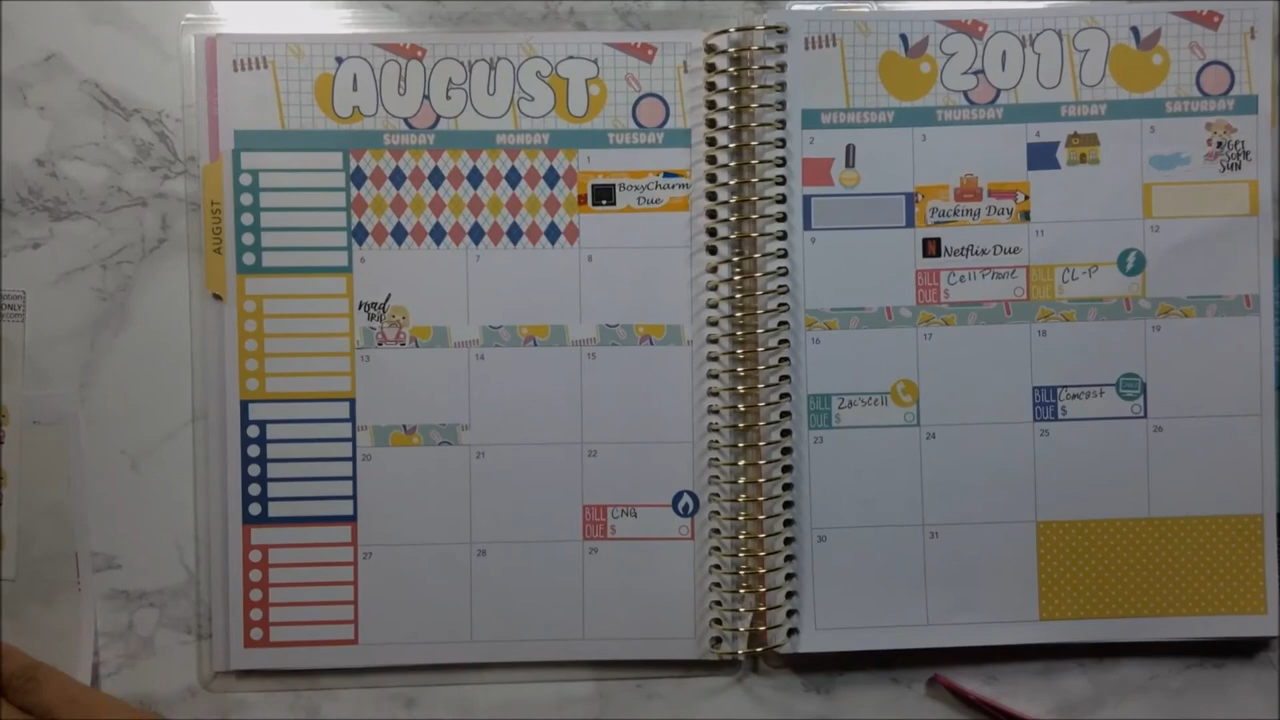 AUGUST
2017
SUNDAY
MONDAY
TUESDAY
WEDNESDAY
THURSDAY
FRIDAY
SATURDAY
AUGUST
1
BoxyCharm
Due
2
3
Packing Day
4
5
GET
SOME
SUN
6
road
TRIP
7
8
9
Netflix Due
BILL
DUE
Cell Phone
$
11
BILL
DUE
CL-P
$
12
13
14
15
16
BILL
DUE
Zac's cell
$
17
18
BILL
DUE
Comcast
$
19
20
21
22
BILL
DUE
CNG
$
23
24
25
26
27
28
29
30
31
ONLY